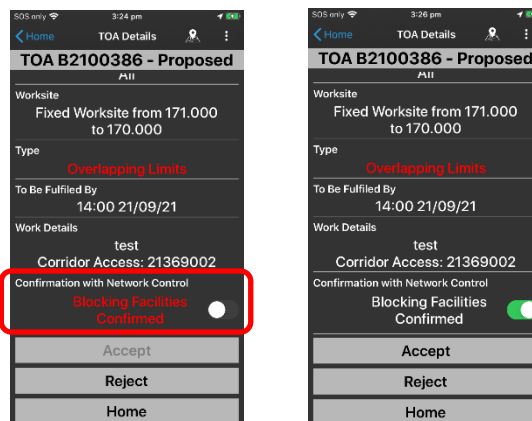 SOS only 3:24 pm
Home TOA Details
TOA B2100386 - Proposed
All
Worksite
Fixed Worksite from 171.000
to 170.000
Type
Overlapping Limits
To Be Fulfiled By
14:00 21/09/21
Work Details
test
Corridor Access: 21369002
Confirmation with Network Control
Blocking Facilities
Confirmed
Accept
Reject
Home
SOS only 3:26 pm
Home TOA Details
TOA B2100386 - Proposed
All
Worksite
Fixed Worksite from 171.000
to 170.000
Type
Overlapping Limits
To Be Fulfiled By
14:00 21/09/21
Work Details
test
Corridor Access: 21369002
Confirmation with Network Control
Blocking Facilities
Confirmed
Accept
Reject
Home